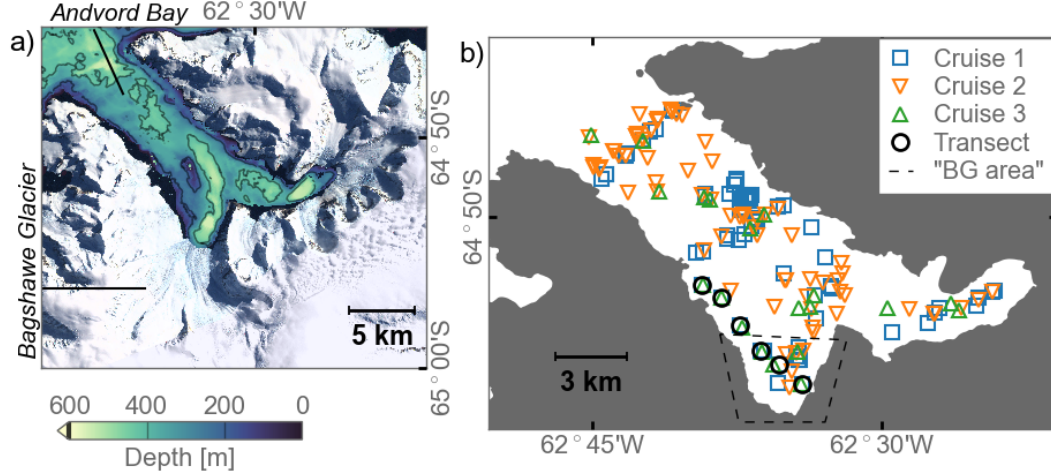 Andvord Bay
62°30'W
a)
Bagshawe Glacier
64°50'S
65°00'S
5 km
600 400 200 0
Depth [m]
b)
Cruise 1
Cruise 2
Cruise 3
Transect
"BG area"
64°50'S
3 km
62°45'W 62°30'W